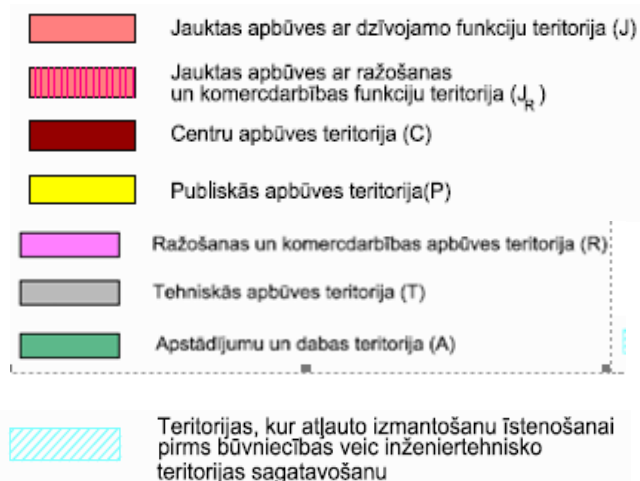 Jauktas apbūves ar dzīvojamo funkciju teritorija (J)
Jauktas apbūves ar ražošanas
un komercdarbības funkciju teritorija (J_R)
Centru apbūves teritorija (C)
Publiskās apbūves teritorija(P)
Ražošanas un komercdarbības apbūves teritorija (R)
Tehniskās apbūves teritorija (T)
Apstādījumu un dabas teritorija (A)
Teritorijas, kur atļauto izmantošanu īstenošanai
pirms būvniecības veic inženiertehnisko
teritorijas sagatavošanu